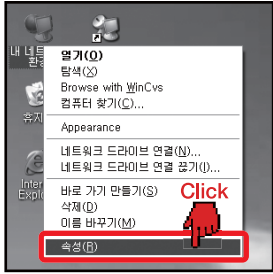 내 네트
환경
열기(O)
탐색(X)
Browse with WinCvs
컴퓨터 찾기(C)...
휴지
Appearance
네트워크 드라이브 연결(N)...
네트워크 드라이브 연결 끊기(I)...
Inter
Explo
바로 가기 만들기(S)
Click
삭제(D)
이름 바꾸기(M)
속성(R)